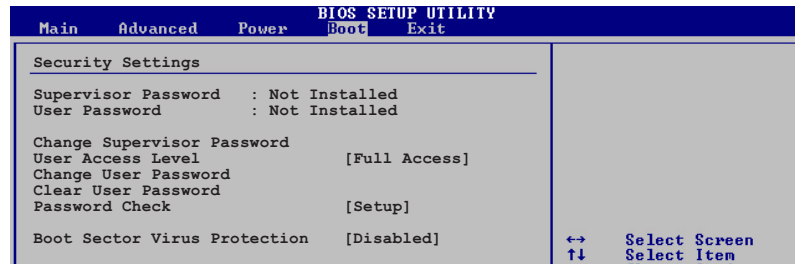 BIOS SETUP UTILITY
Main Advanced Power Boot Exit
Security Settings
Supervisor Password : Not Installed
User Password : Not Installed
Change Supervisor Password
User Access Level [Full Access]
Change User Password
Clear User Password
Password Check [Setup]
Boot Sector Virus Protection [Disabled]
↔ Select Screen
↑↓ Select Item